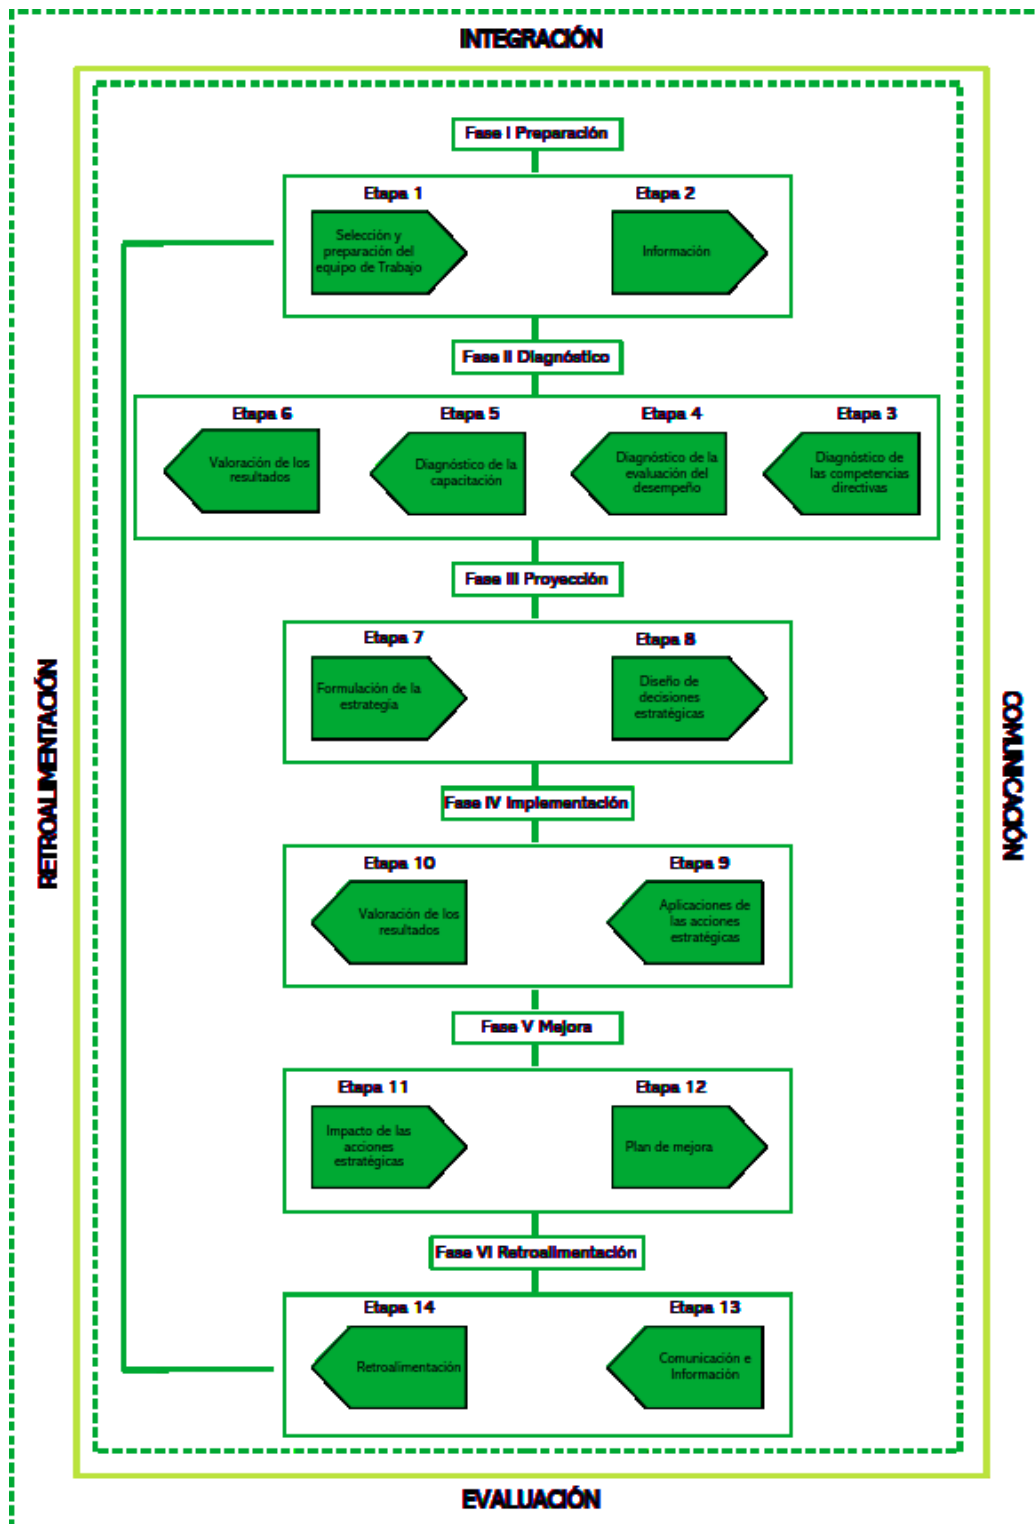 INTEGRACIÓN
Fase I Preparación
Etapa 1
Etapa 2
Selección y
preparación del
equipo de Trabajo
Información
Fase II Diagnóstico
Etapa 6
Etapa 5
Etapa 4
Etapa 3
Valoración de los
resultados
Diagnóstico de la
capacitación
Diagnóstico de la
evaluación del
desempeño
Diagnóstico de
las competencias
directivas
Fase III Proyección
Etapa 7
Etapa 8
Formulación de la
estrategia
Diseño de
decisiones
estratégicas
RETROALIMENTACIÓN
COMUNICACIÓN
Fase IV Implementación
Etapa 10
Etapa 9
Valoración de los
resultados
Aplicaciones de
las acciones
estratégicas
Fase V Mejora
Etapa 11
Etapa 12
Impacto de las
acciones
estratégicas
Plan de mejora
Fase VI Retroalimentación
Etapa 14
Etapa 13
Retroalimentación
Comunicación e
Información
EVALUACIÓN